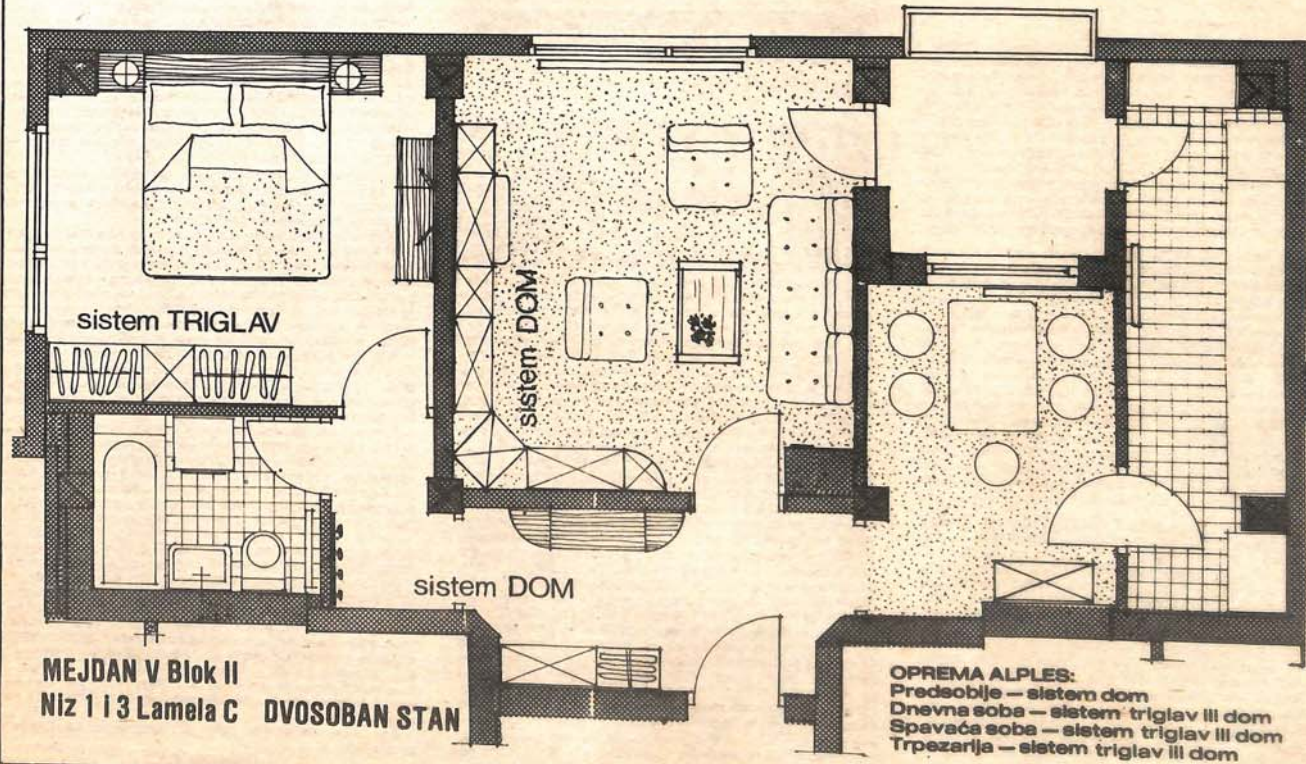 sistem TRIGLAV
sistem DOM
sistem DOM
MEJDAN V Blok II
Niz 1 i 3 Lamela C DVOSOBAN STAN
OPREMA ALPLES:
Predsoblje — sistem dom
Dnevna soba — sistem triglav ili dom
Spavaća soba — sistem triglav ili dom
Trpezarija — sistem triglav ili dom